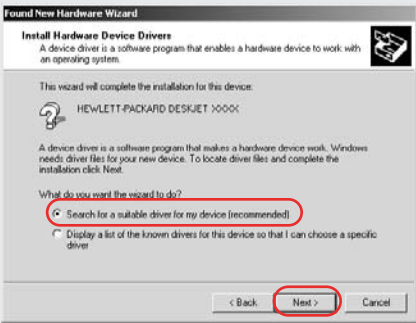 Found New Hardware Wizard
Install Hardware Device Drivers
A device driver is a software program that enables a hardware device to work with
an operating system.
This wizard will complete the installation for this device:
HEWLETT-PACKARD DESKJET XXXX
A device driver is a software program that makes a hardware device work. Windows
needs driver files for your new device. To locate driver files and complete the
installation click Next.
What do you want the wizard to do?
Search for a suitable driver for my device (recommended)
Display a list of the known drivers for this device so that I can choose a specific
driver
< Back Next > Cancel